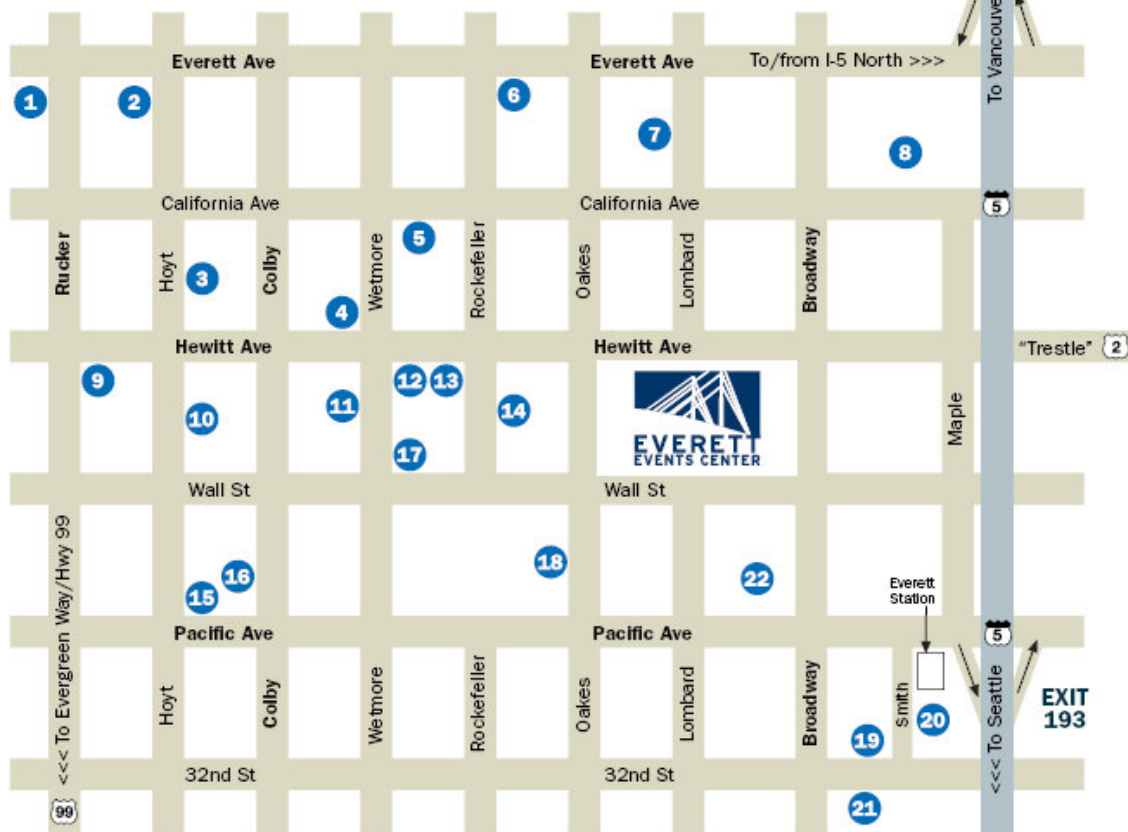 To Vancouve
Everett Ave
Everett Ave
To/from I-5 North >>>
1
2
6
7
8
California Ave
California Ave
5
Rucker
Hoyt
Colby
Wetmore
Rockefeller
Oakes
Lombard
Broadway
3
5
4
Hewitt Ave
Hewitt Ave
"Trestle" 2
9
10
11
12
13
14
17
EVERETT
EVENTS CENTER
Maple
Wall St
Wall St
<<< To Evergreen Way/Hwy 99
15
16
18
22
Everett
Station
Pacific Ave
Pacific Ave
5
Hoyt
Colby
Wetmore
Rockefeller
Oakes
Lombard
Broadway
smith
<<< To Seattle
EXIT
193
19
20
32nd St
32nd St
99
21